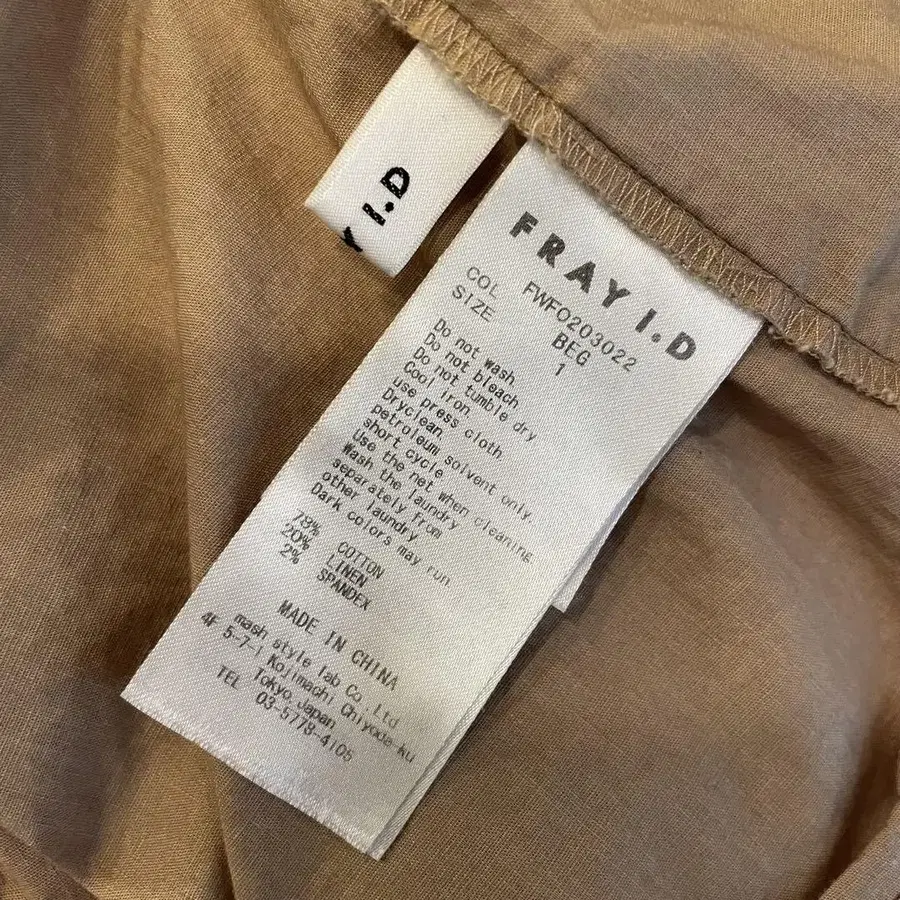 Y I.D
FRAY I.D
FWFO203022
COL BEG
SIZE 1
Do not wash
Do not bleach
Do not tumble dry
Cool iron
use press cloth
Dryclean.
petroleum solvent only.
short cycle
Use the net when cleaning
Wash the laundry
separately from
other laundry
Dark colors may run
78% COTTON
20% LINEN
2% SPANDEX
MADE IN CHINA
mash style lab Co.,Ltd
4F 5-7-1 Kojimachi Chiyoda-ku
Tokyo,Japan
TEL 03-5778-4105